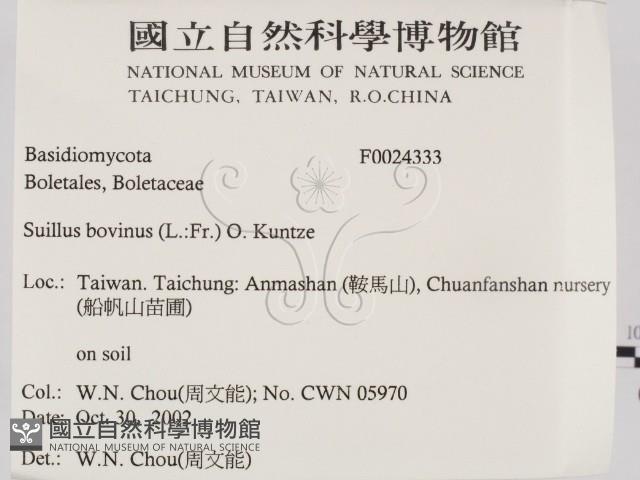 國立自然科學博物館
NATIONAL MUSEUM OF NATURAL SCIENCE
TAICHUNG, TAIWAN, R.O.CHINA
Basidiomycota F0024333
Boletales, Boletaceae
Suillus bovinus (L.:Fr.) O. Kuntze
Loc.: Taiwan. Taichung: Anmashan (鞍馬山), Chuanfanshan nursery
(船帆山苗圃)
on soil
Col.: W.N. Chou(周文能); No. CWN 05970
Date: Oct. 30, 2002
國立自然科學博物館
NATIONAL MUSEUM OF NATURAL SCIENCE
Det.: W.N. Chou(周文能)